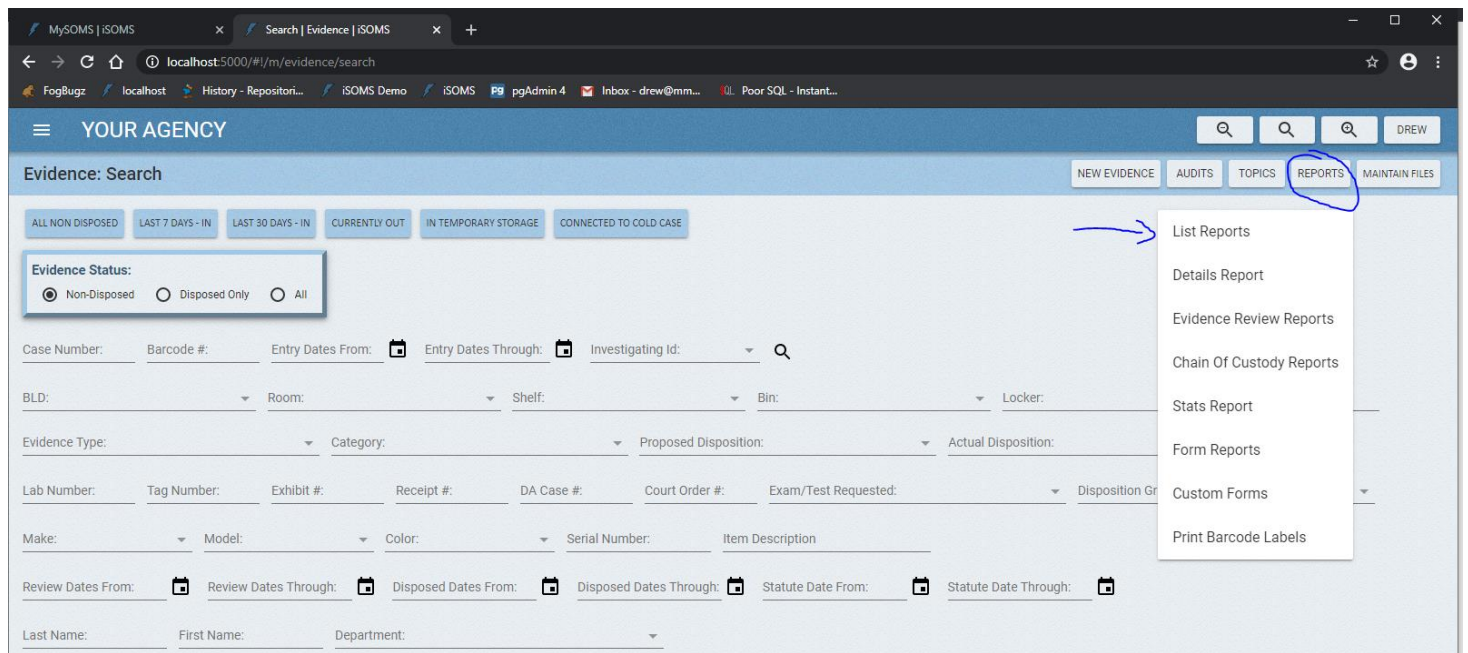 MySOMS | iSOMS
Search | Evidence | iSOMS
localhost:5000/#!/m/evidence/search
FogBugz localhost History - Repositori... iSOMS Demo iSOMS Pg pgAdmin 4 Inbox - drew@mm... SQL Poor SQL - Instant...
YOUR AGENCY DREW
Evidence: Search NEW EVIDENCE AUDITS TOPICS REPORTS MAINTAIN FILES
ALL NON DISPOSED LAST 7 DAYS - IN LAST 30 DAYS - IN CURRENTLY OUT IN TEMPORARY STORAGE CONNECTED TO COLD CASE
List Reports
Details Report
Evidence Review Reports
Chain Of Custody Reports
Stats Report
Form Reports
Custom Forms
Print Barcode Labels
Evidence Status:
Non-Disposed Disposed Only All
Case Number: Barcode #: Entry Dates From: Entry Dates Through: Investigating Id:
BLD: Room: Shelf: Bin: Locker:
Evidence Type: Category: Proposed Disposition: Actual Disposition:
Lab Number: Tag Number: Exhibit #: Receipt #: DA Case #: Court Order #: Exam/Test Requested: Disposition Gr
Make: Model: Color: Serial Number: Item Description
Review Dates From: Review Dates Through: Disposed Dates From: Disposed Dates Through: Statute Date From: Statute Date Through:
Last Name: First Name: Department: